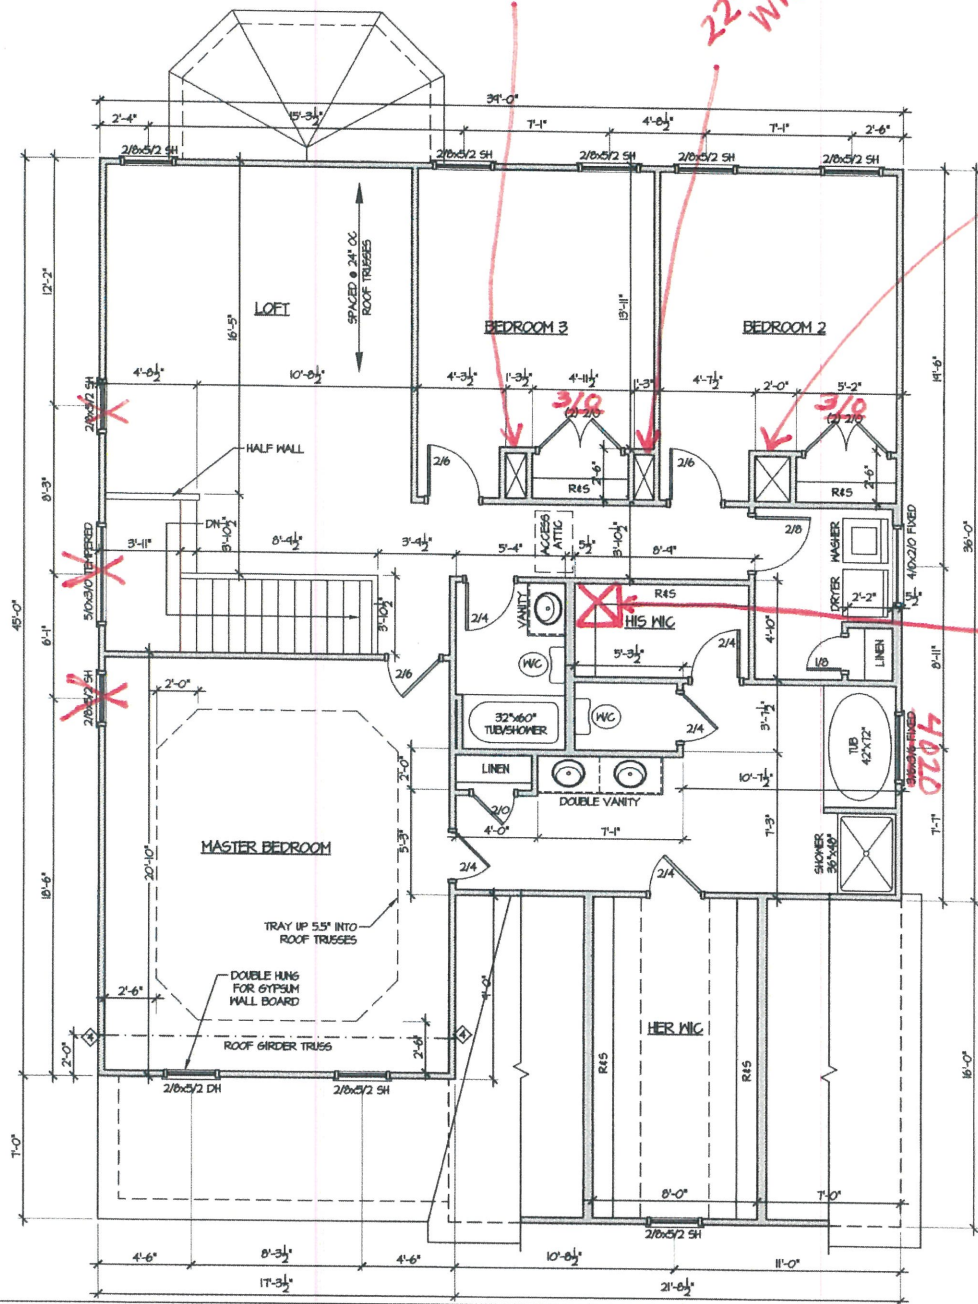 22
39'-0"
2'-4"
15'-3½"
7'-1"
4'-8½"
7'-1"
2'-6"
2/8x5/2 SH
2/8x5/2 SH
2/8x5/2 SH
2/8x5/2 SH
2/8x5/2 SH
12'-2"
16'-5"
SPACED @ 24" OC
ROOF TRUSSES
LOFT
BEDROOM 3
13'-11"
BEDROOM 2
14'-6"
4'-8½"
10'-8½"
4'-3½"
1'-3½"
4'-11½"
1'-3"
4'-7½"
2'-0"
5'-2"
3/0
(2) 2/0
3/0
(2) 2/0
2/8x5/2 SH
HALF WALL
2/6
2'-6"
R&S
2/6
2'-6"
R&S
8'-3"
DN
3'-11"
3'-10½"
8'-4½"
3'-4½"
5'-4"
ACCESS
ATTIC
5½"
3'-10½"
8'-9"
2/8
WASHER
DRYER
4/0x2/0 FIXED
36'-0"
45'-0"
5/0x3/0 TEMPERED
2'-2"
5½"
6'-1"
3'-10½"
2/4
VANITY
R&S
HIS WIC
5'-3½"
2/4
4'-10"
1/8
LINEN
8'-11"
2/6
W/C
2/8x5/2 SH
2'-0"
32"x60"
TUB/SHOWER
W/C
2/4
3'-7½"
TUB
42"x72"
3/8x3/6 FIXED
4020
LINEN
2'-0"
DOUBLE VANITY
10'-7½"
2/0
4'-0"
7'-1"
5'-3"
7'-3"
7'-7"
MASTER BEDROOM
20'-10"
2/4
2/4
SHOWER
36"x48"
18'-6"
TRAY UP 5.5" INTO
ROOF TRUSSES
DOUBLE HUNG
FOR GYPSUM
WALL BOARD
2'-6"
HER WIC
4
ROOF GIRDER TRUSS
4
2'-0"
2'-6"
R&S
R&S
16'-0"
2/8x5/2 DH
2/8x5/2 SH
7'-0"
8'-0"
7'-0"
2/8x5/2 SH
4'-6"
8'-3½"
4'-6"
10'-8½"
11'-0"
17'-3½"
21'-8½"